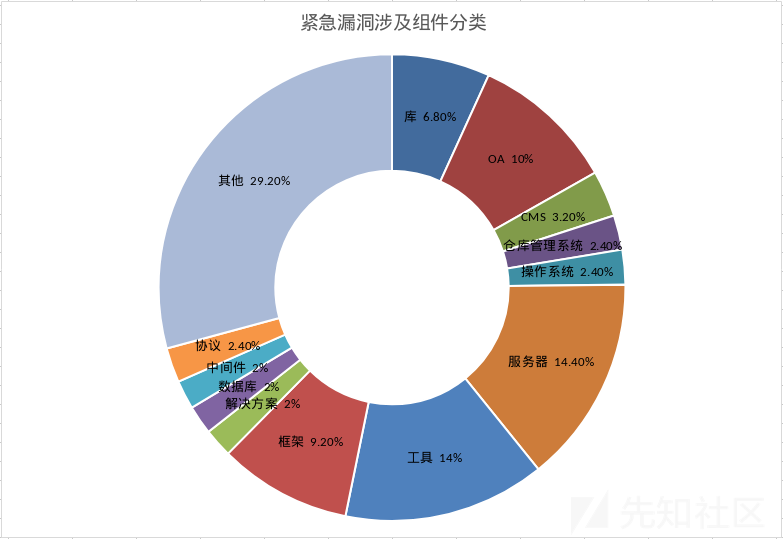 紧急漏洞涉及组件分类
库 6.80%
OA 10%
CMS 3.20%
仓库管理系统 2.40%
操作系统 2.40%
服务器 14.40%
工具 14%
框架 9.20%
解决方案 2%
数据库 2%
中间件 2%
协议 2.40%
其他 29.20%
先知社区